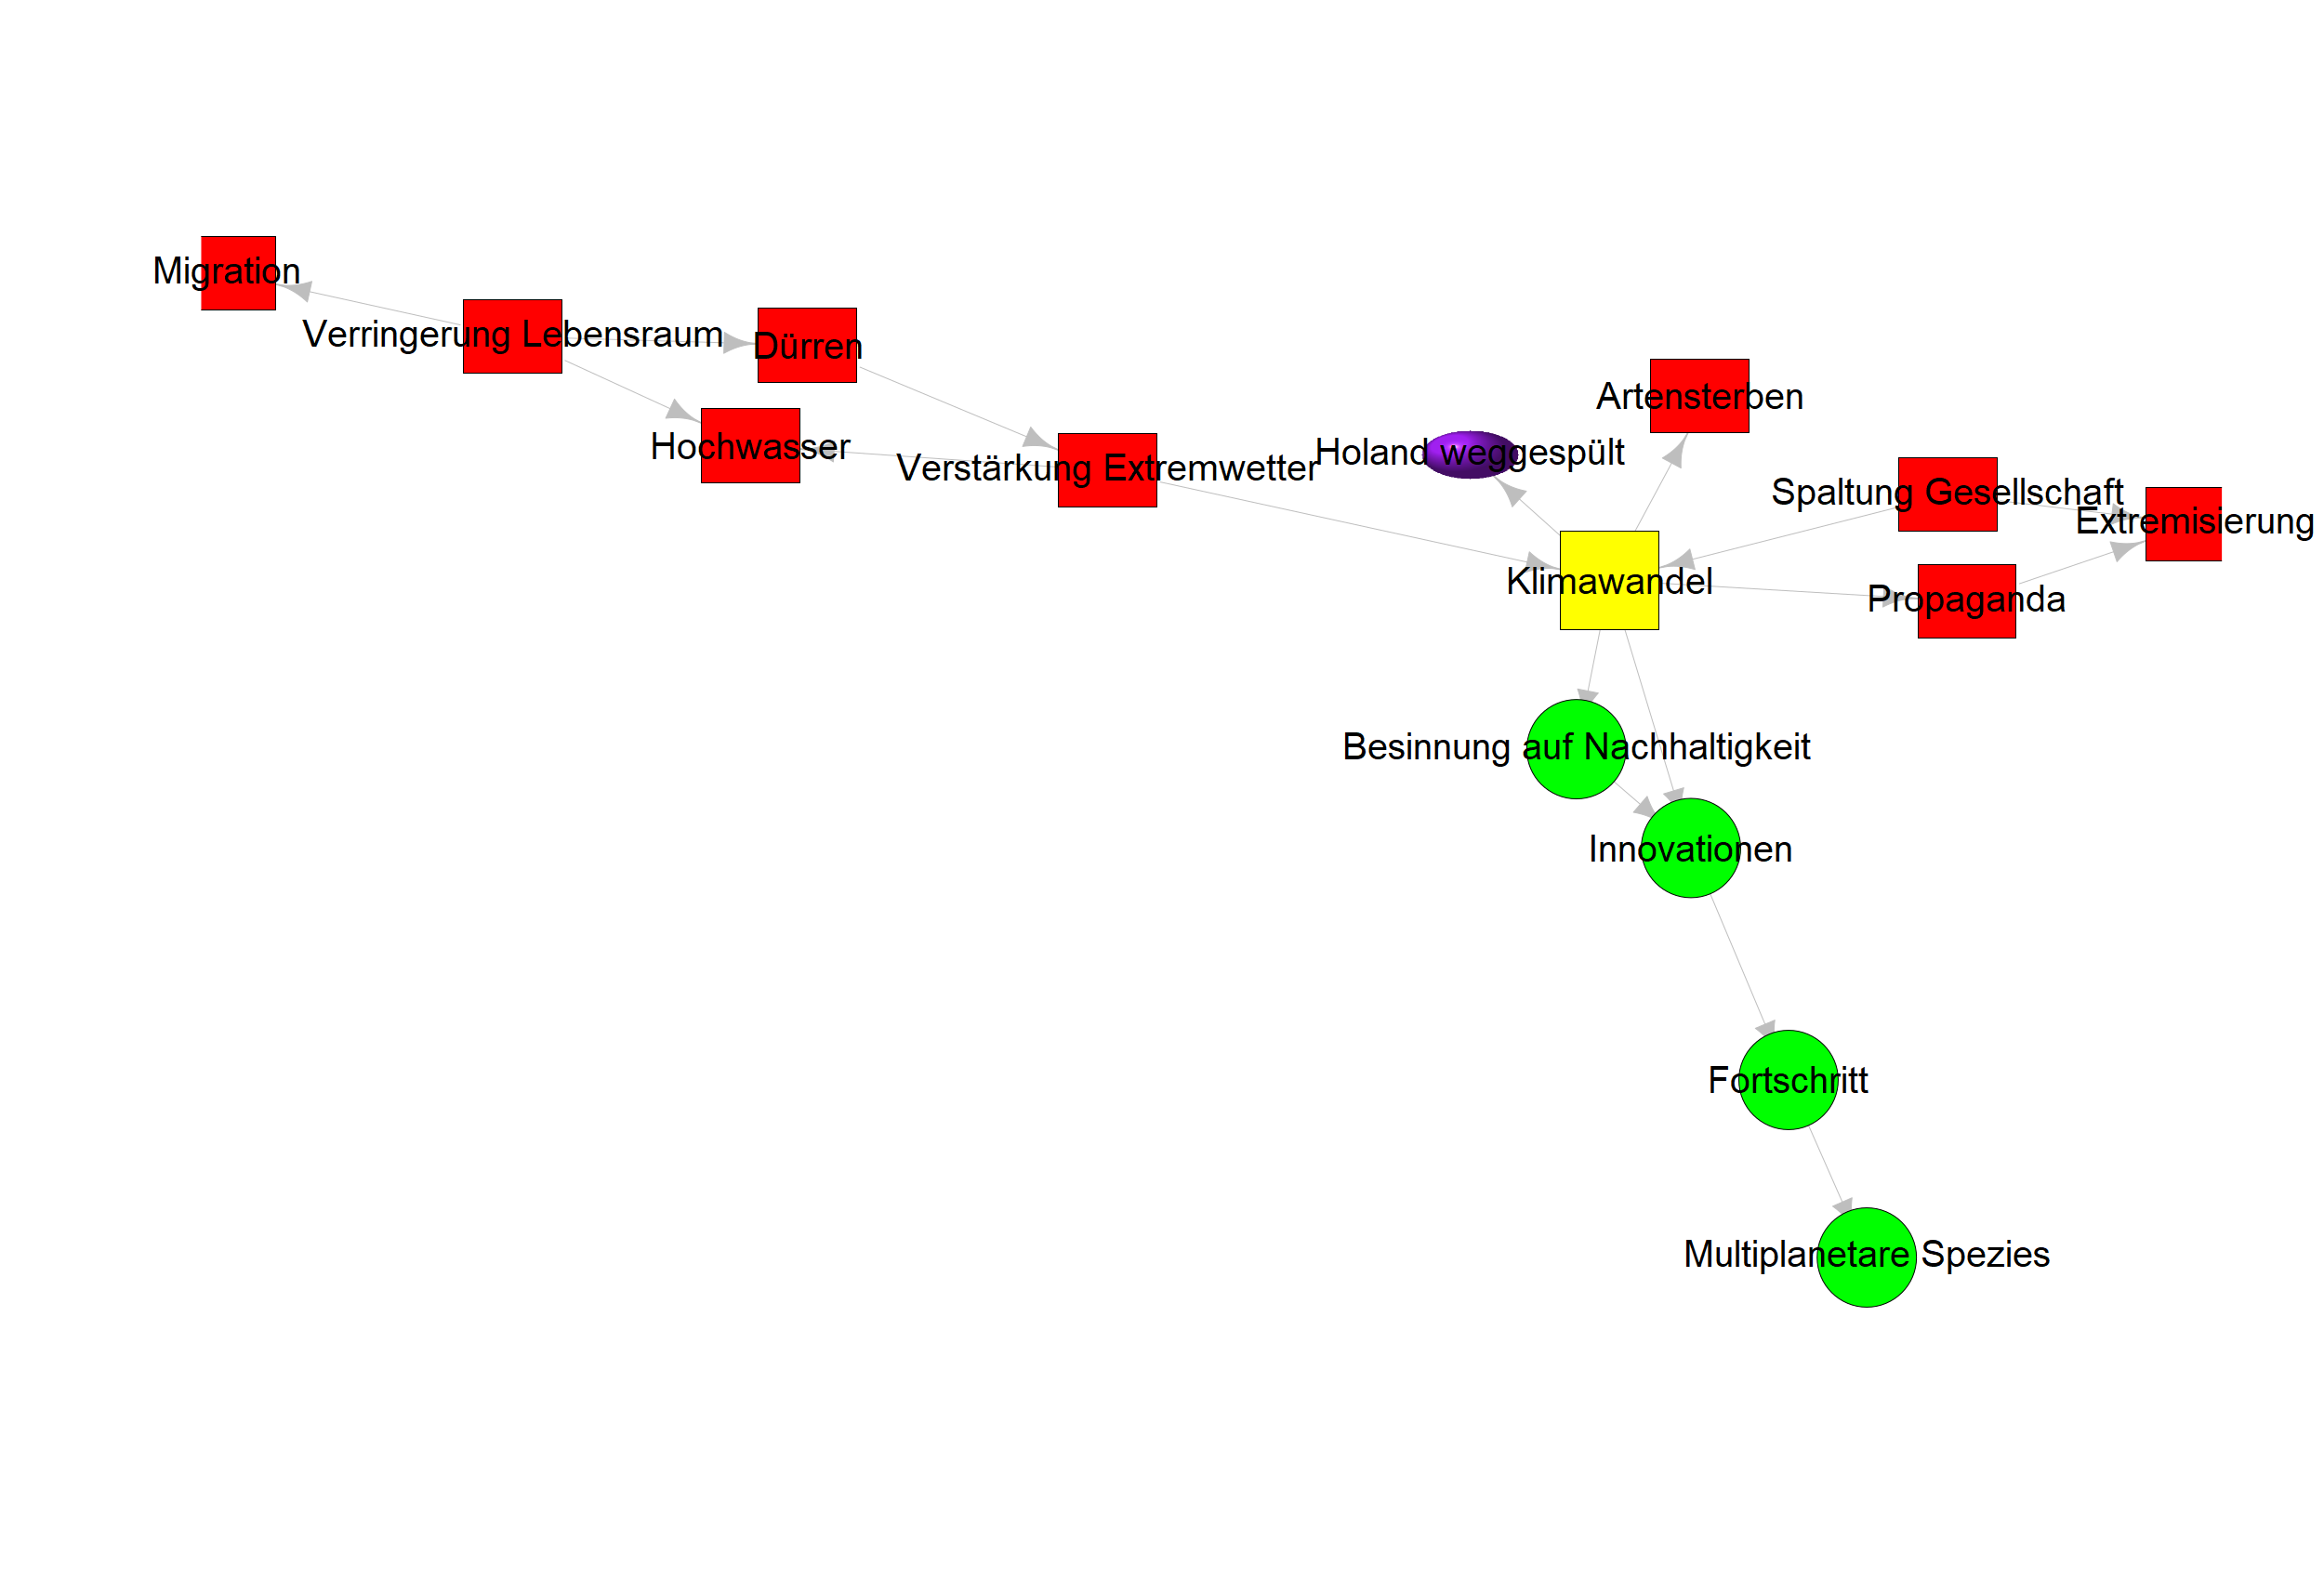 Migration
Verringerung Lebensraum
Dürren
Hochwasser
Verstärkung Extremwetter
Holand weggespült
Artensterben
Spaltung Gesellschaft
Extremisierung
Klimawandel
Propaganda
Besinnung auf Nachhaltigkeit
Innovationen
Fortschritt
Multiplanetare Spezies